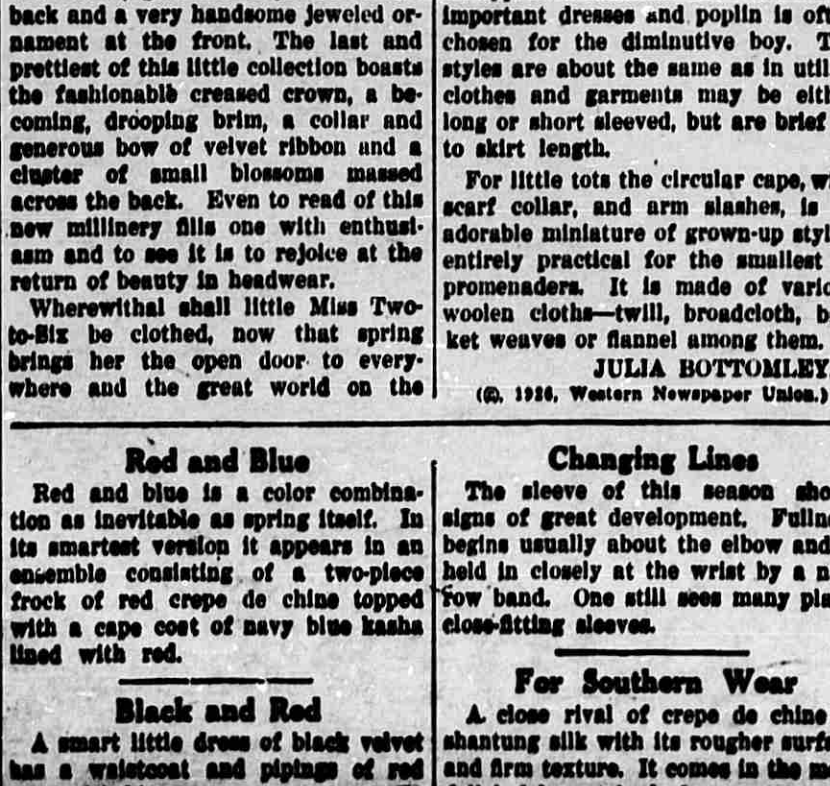 back and a very handsome jeweled or-
nament at the front. The last and
prettiest of this little collection boasts
the fashionable creased crown, a be-
coming, drooping brim, a collar and
generous bow of velvet ribbon and a
cluster of small blossoms massed
across the back. Even to read of this
new millinery fills one with enthusi-
asm and to see it is to rejoice at the
return of beauty in headwear.
Wherewithal shall little Miss Two-
to-Six be clothed, now that spring
brings her the open door to every-
where and the great world on the
important dresses and poplin is of
chosen for the diminutive boy. T
styles are about the same as in util
clothes and garments may be eith
long or short sleeved, but are brief
to skirt length.
For little tots the circular cape, w
scarf collar, and arm slashes, is
adorable miniature of grown-up styl
entirely practical for the smallest
promenaders. It is made of vario
woolen cloths—twill, broadcloth, b
ket weaves or flannel among them.
JULIA BOTTOMLEY
(©, 1926, Western Newspaper Union.)
Red and Blue
Red and blue is a color combina-
tion as inevitable as spring itself. In
its smartest version it appears in an
ensemble consisting of a two-piece
frock of red crepe de chine topped
with a cape coat of navy blue kasha
lined with red.
Black and Red
A smart little dress of black velvet
has a waistcoat and pipings of red
Changing Lines
The sleeve of this season sho
signs of great development. Fulln
begins usually about the elbow and
held in closely at the wrist by a n
row band. One still sees many pla
close-fitting sleeves.
For Southern Wear
A close rival of crepe de chine
shantung silk with its rougher surf
and firm texture. It comes in the m